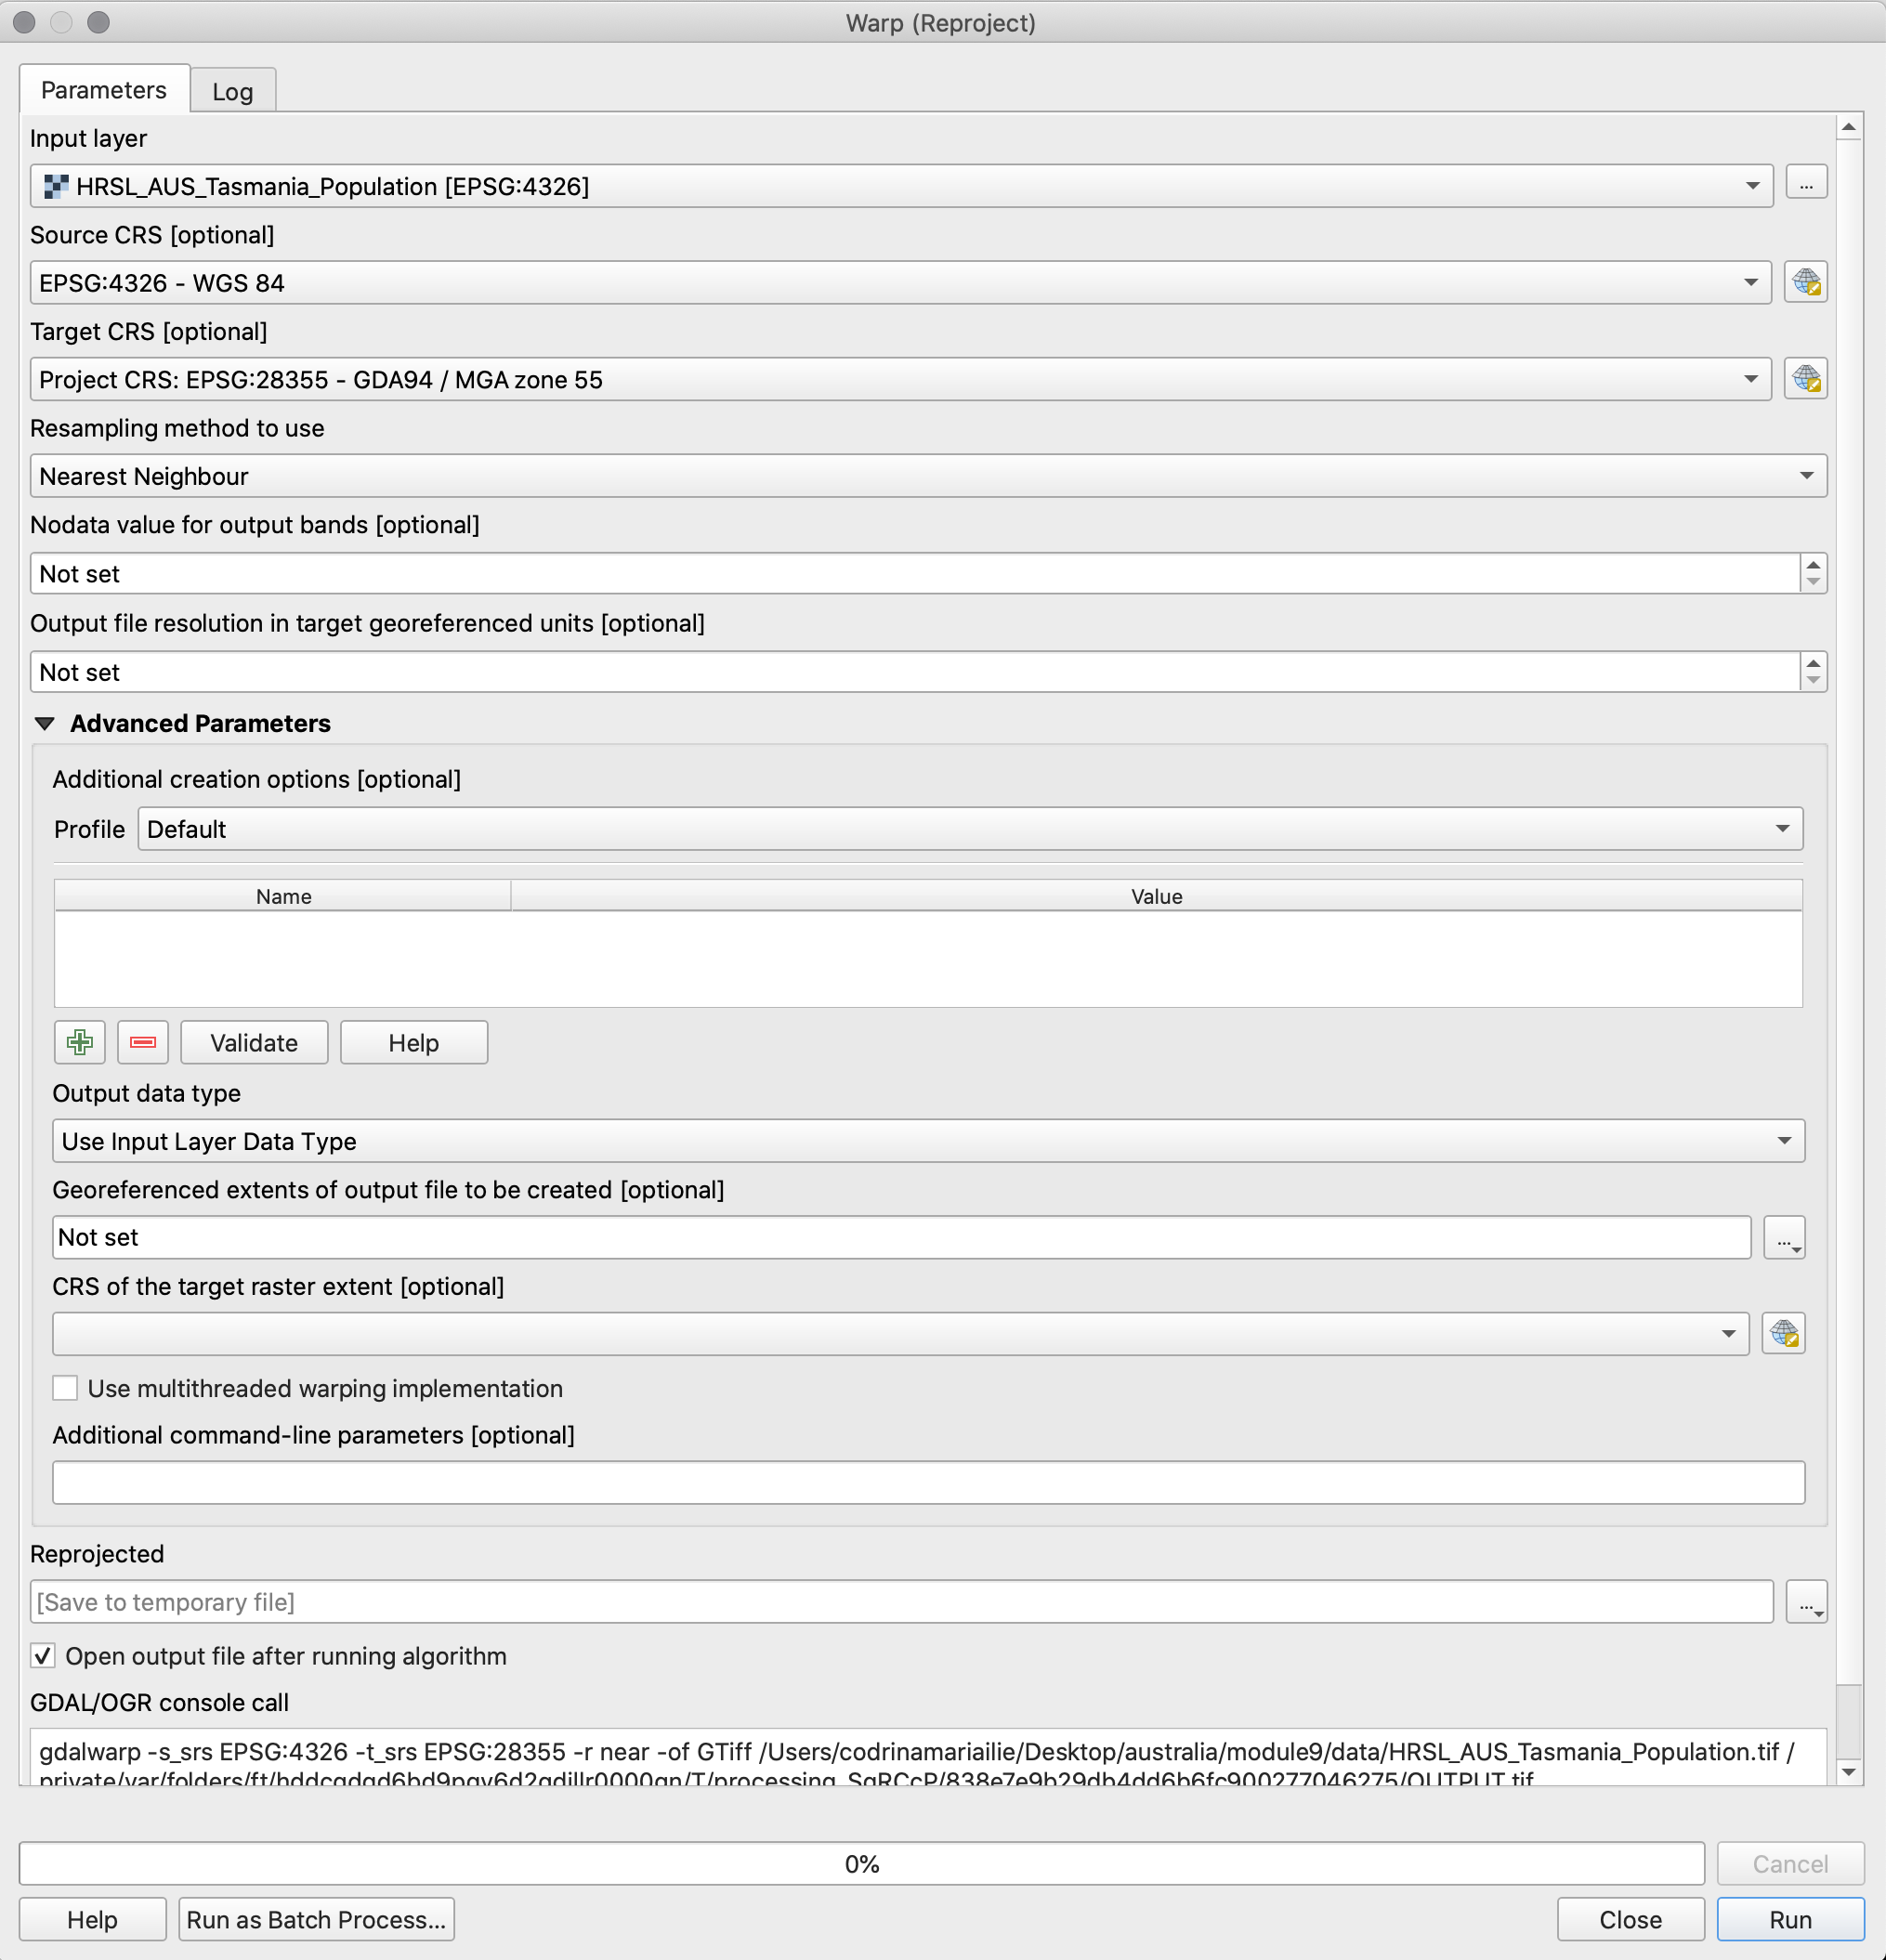 Warp (Reproject)
Parameters
Log
Input layer
HRSL_AUS_Tasmania_Population [EPSG:4326]
...
Source CRS [optional]
EPSG:4326 - WGS 84
Target CRS [optional]
Project CRS: EPSG:28355 - GDA94 / MGA zone 55
Resampling method to use
Nearest Neighbour
Nodata value for output bands [optional]
Not set
Output file resolution in target georeferenced units [optional]
Not set
Advanced Parameters
Additional creation options [optional]
Profile Default
Name Value
Validate Help
Output data type
Use Input Layer Data Type
Georeferenced extents of output file to be created [optional]
Not set
...
CRS of the target raster extent [optional]
Use multithreaded warping implementation
Additional command-line parameters [optional]
Reprojected
[Save to temporary file]
...
Open output file after running algorithm
GDAL/OGR console call
gdalwarp -s_srs EPSG:4326 -t_srs EPSG:28355 -r near -of GTiff /Users/codrinamariailie/Desktop/australia/module9/data/HRSL_AUS_Tasmania_Population.tif /
private/var/folders/ft/
0%
Cancel
Help Run as Batch Process... Close Run